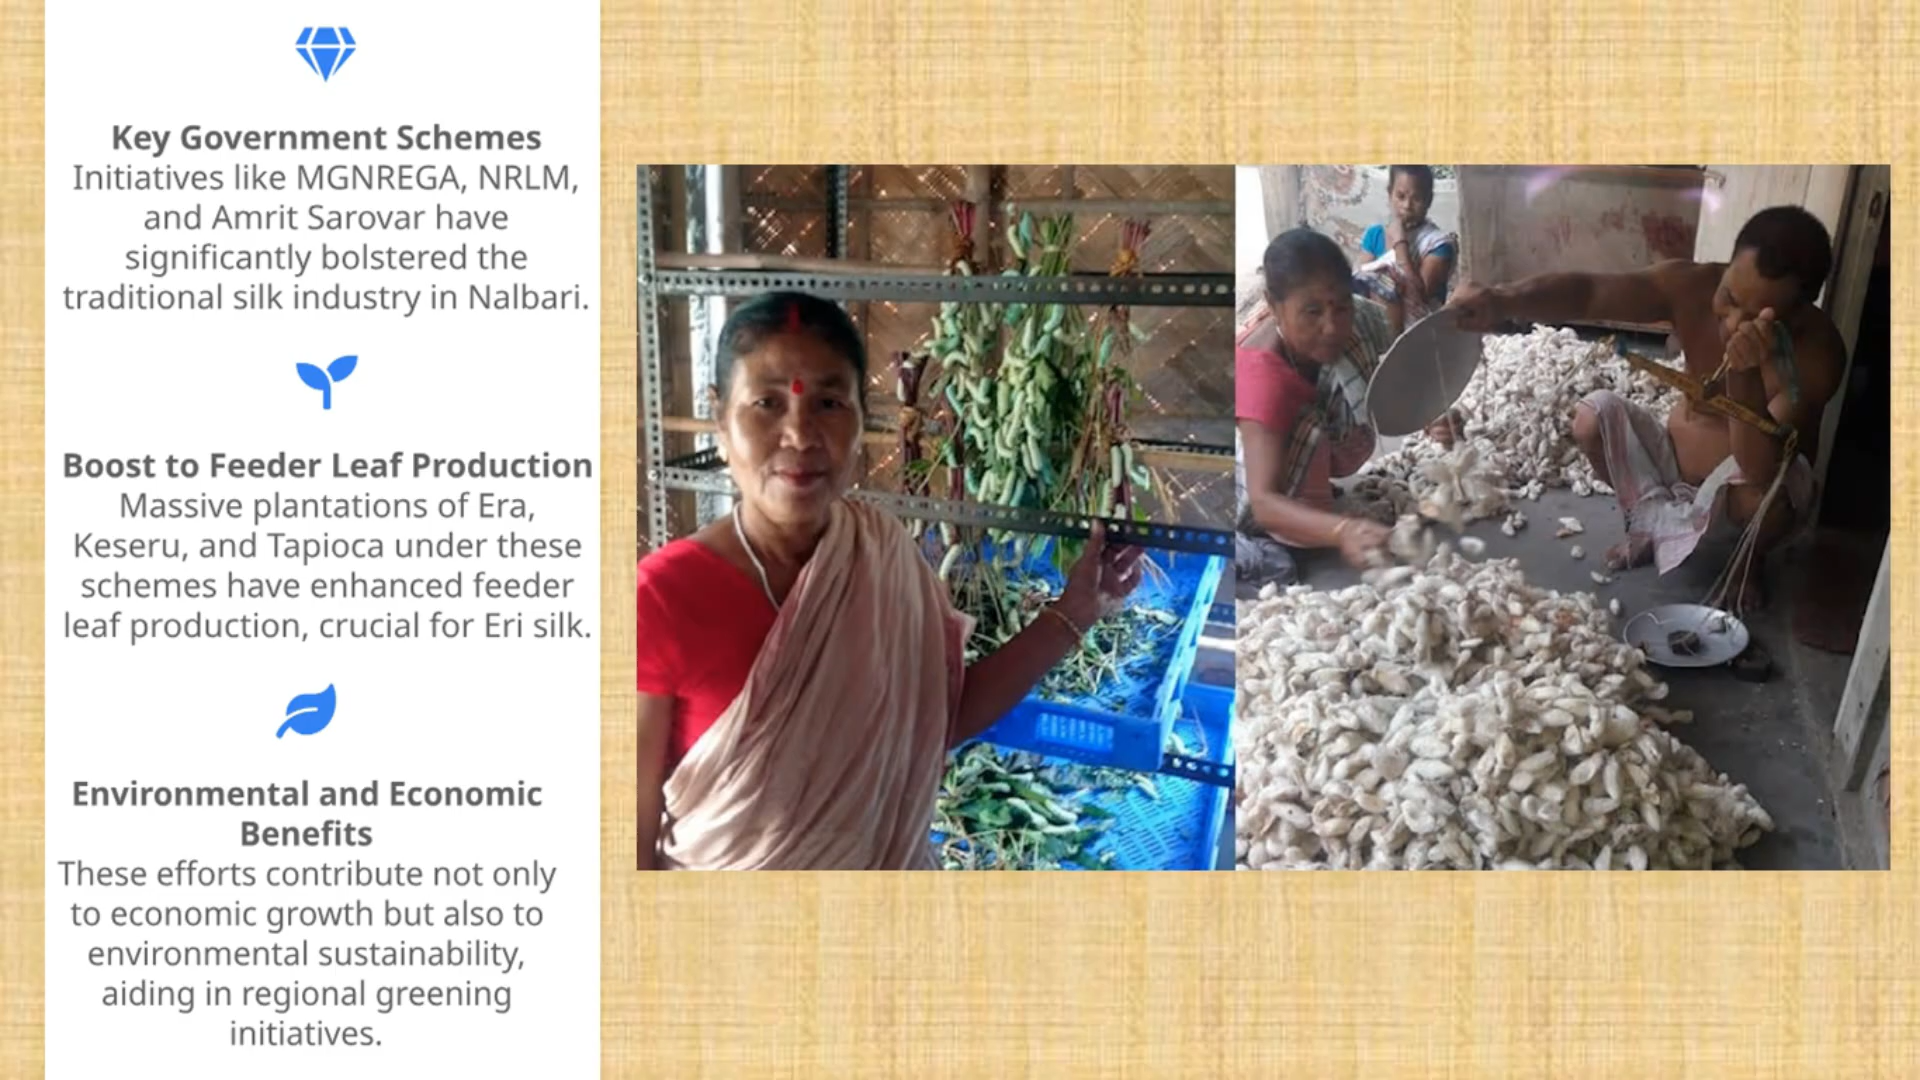 Key Government Schemes
Initiatives like MGNREGA, NRLM,
and Amrit Sarovar have
significantly bolstered the
traditional silk industry in Nalbari.
Boost to Feeder Leaf Production
Massive plantations of Era,
Keseru, and Tapioca under these
schemes have enhanced feeder
leaf production, crucial for Eri silk.
Environmental and Economic
Benefits
These efforts contribute not only
to economic growth but also to
environmental sustainability,
aiding in regional greening
initiatives.